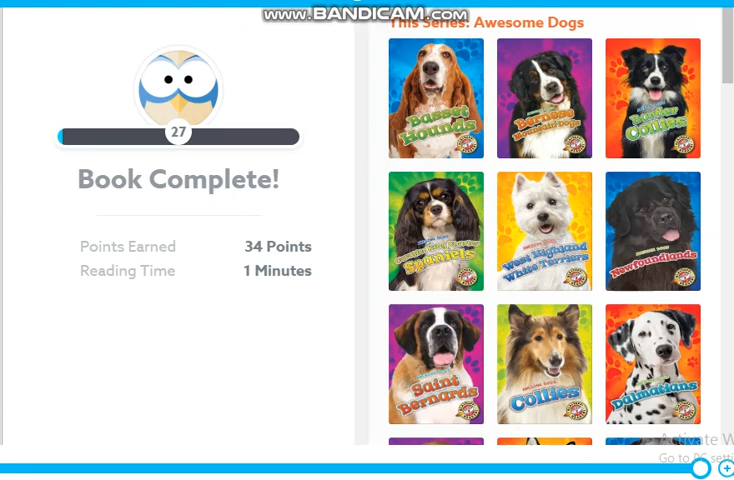 www.BANDICAM.com
This Series: Awesome Dogs
27
Book Complete!
Points Earned 34 Points
Reading Time 1 Minutes
Basset
Hounds
Bernese
Mountain Dogs
Border
Collies
Spaniels
West Highland
White Terriers
Newfoundlands
Saint
Bernards
Collies
Dalmatians
Activate W
Go to PC setti